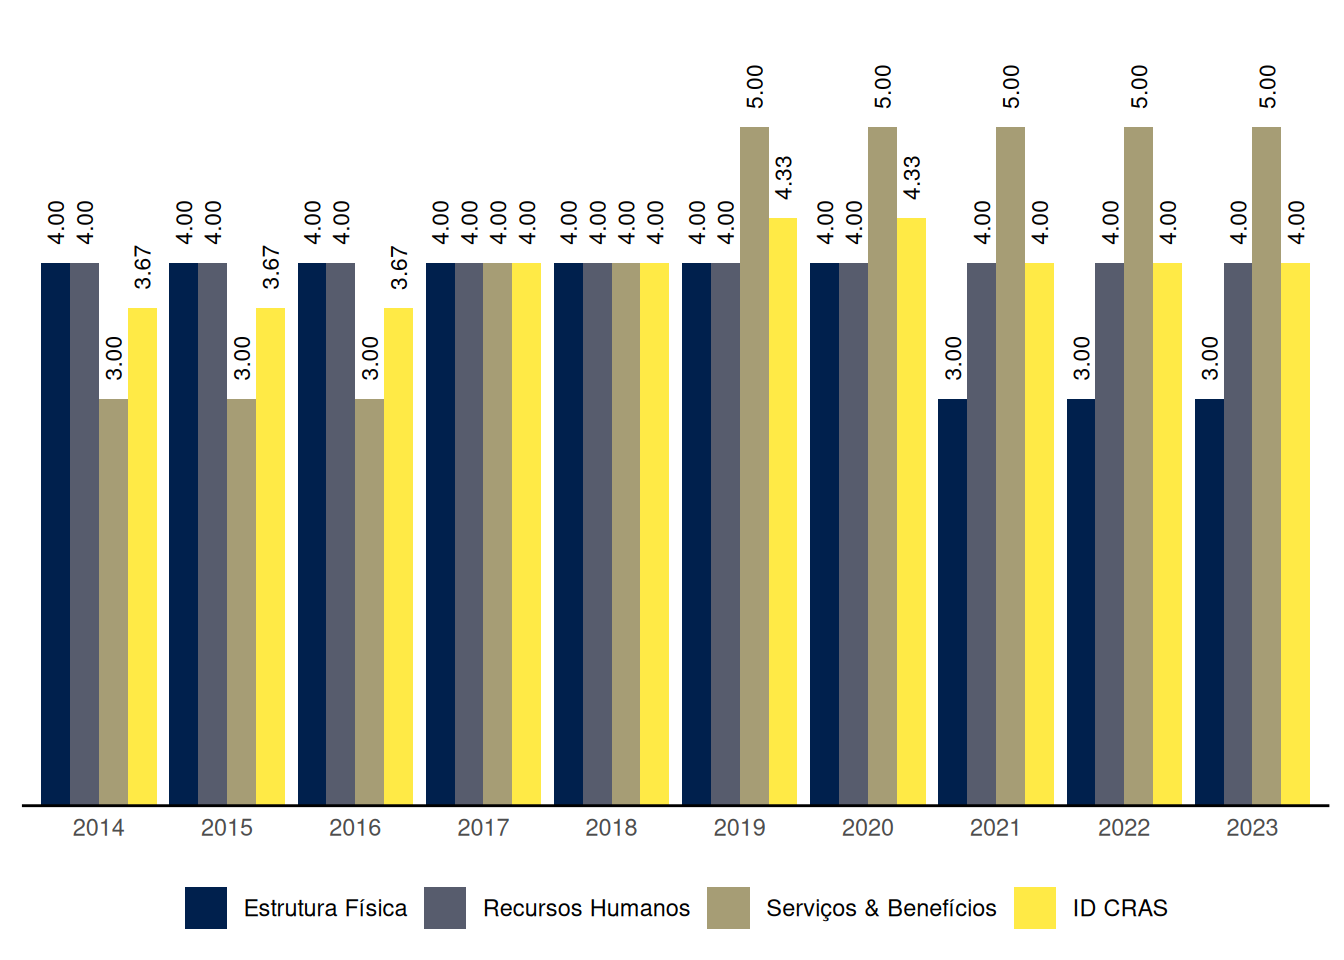 4.00 4.00 3.00 3.67 4.00 4.00 3.00 3.67 4.00 4.00 3.00 3.67 4.00 4.00 4.00 4.00 4.00 4.00 4.00 4.00 4.00 4.00 5.00 4.33 4.00 4.00 5.00 4.33 3.00 4.00 5.00 4.00 3.00 4.00 5.00 4.00 3.00 4.00 5.00 4.00
2014 2015 2016 2017 2018 2019 2020 2021 2022 2023
Estrutura Física Recursos Humanos Serviços & Benefícios ID CRAS